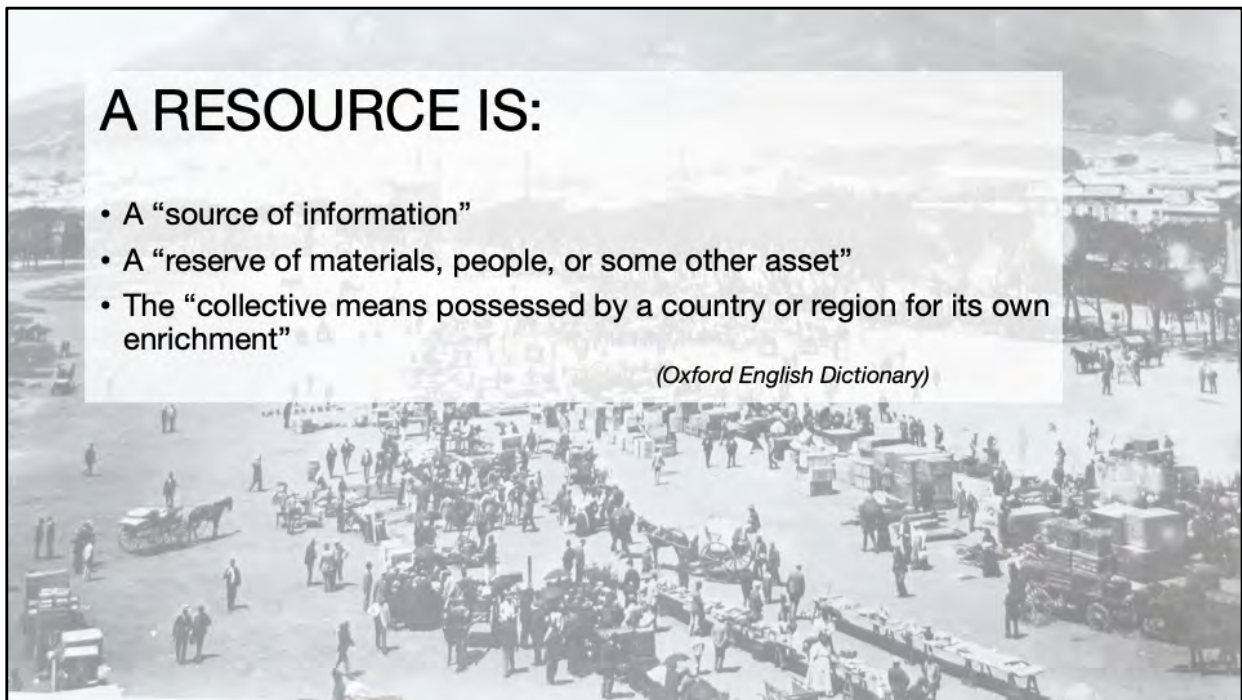 A RESOURCE IS:
• A “source of information”
• A “reserve of materials, people, or some other asset”
• The “collective means possessed by a country or region for its own
enrichment”
(Oxford English Dictionary)